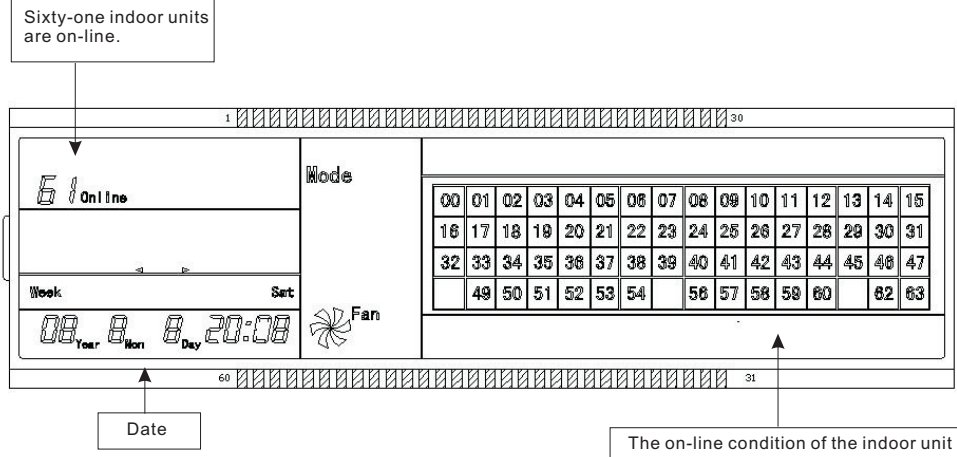 Sixty-one indoor units
are on-line.
1
30
61 Online
Mode
00 01 02 03 04 05 06 07 08 09 10 11 12 13 14 15
16 17 18 19 20 21 22 23 24 25 26 27 28 29 30 31
32 33 34 35 36 37 38 39 40 41 42 43 44 45 46 47
49 50 51 52 53 54 56 57 58 59 60 62 63
Week Sat
08 Year 8 Mon 8 Day 20:08
Fan
60
31
Date
The on-line condition of the indoor unit